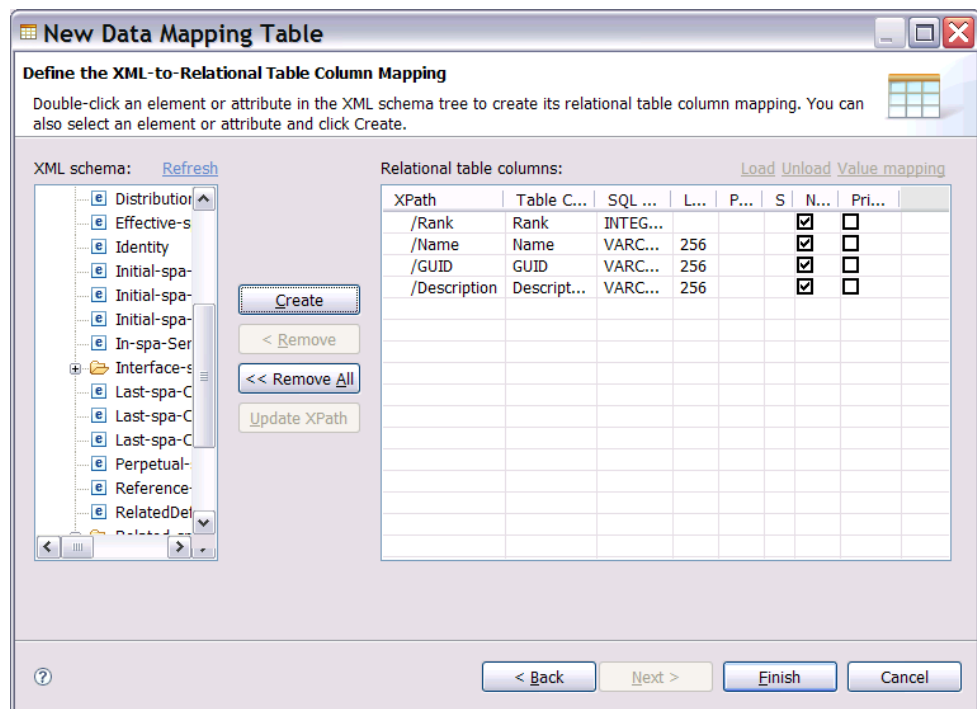 New Data Mapping Table
Define the XML-to-Relational Table Column Mapping
Double-click an element or attribute in the XML schema tree to create its relational table column mapping. You can
also select an element or attribute and click Create.
XML schema: Refresh
Distribution
Effective-s
Identity
Initial-spa-
Initial-spa-
Initial-spa-
In-spa-Ser
Interface-s
Last-spa-C
Last-spa-C
Last-spa-C
Perpetual-
Reference-
RelatedDef
Create
< Remove
<< Remove All
Update XPath
Relational table columns: Load Unload Value mapping
XPath Table C... SQL ... L... P... S N... Pri...
/Rank Rank INTEG...
/Name Name VARC... 256
/GUID GUID VARC... 256
/Description Descript... VARC... 256
? < Back Next > Finish Cancel